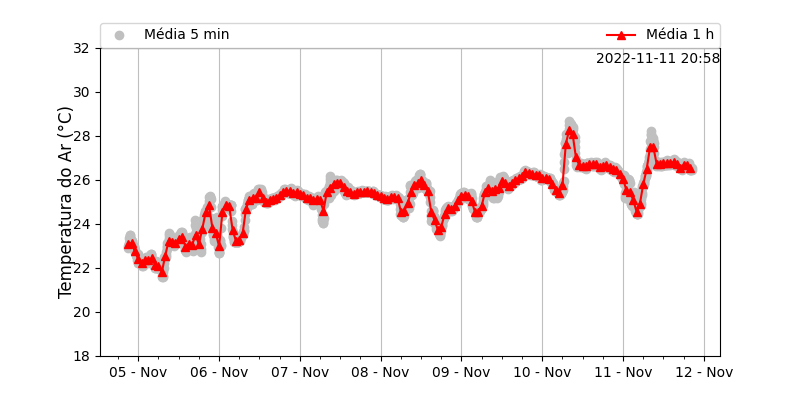 Média 5 min
Média 1 h
2022-11-11 20:58
Temperatura do Ar (°C)
32
30
28
26
24
22
20
18
05 - Nov
06 - Nov
07 - Nov
08 - Nov
09 - Nov
10 - Nov
11 - Nov
12 - Nov